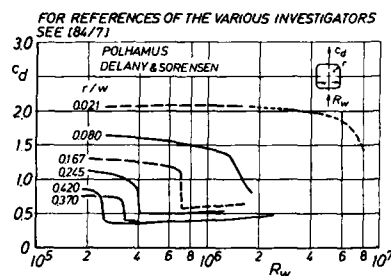 FOR REFERENCES OF THE VARIOUS INVESTIGATORS
SEE [84/7]
3.0
POLHAMUS
DELANY & SORENSEN
c_d
r
R_w
r/w
2.5
0.021
2.0
0.080
1.5
0.167
0.245
1.0
0.420
0.370
0.5
0
10^5 2 4 6 8 10^6 2 4 6 8 10^7
R_w